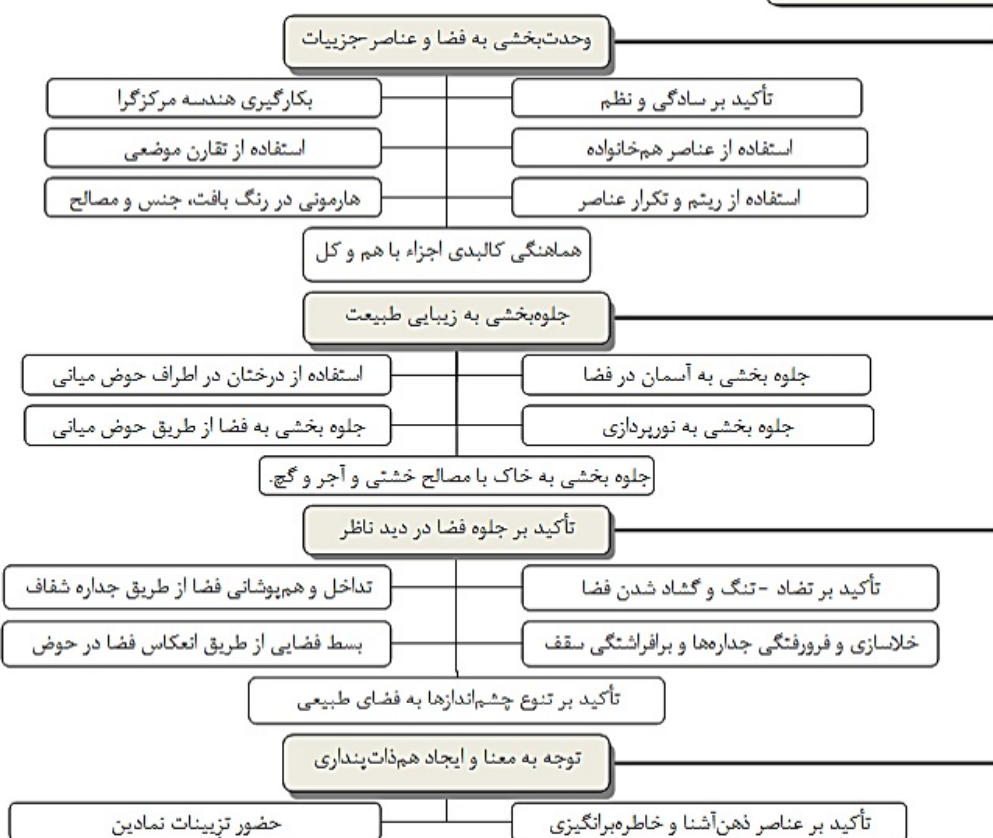 وحدت‌بخشی به فضا و عناصر-جزییات
تأکید بر سادگی و نظم
بکارگیری هندسه مرکزگرا
استفاده از عناصر هم‌خانواده
استفاده از تقارن موضعی
استفاده از ریتم و تکرار عناصر
هارمونی در رنگ بافت، جنس و مصالح
هماهنگی کالبدی اجزاء با هم و کل
جلوه‌بخشی به زیبایی طبیعت
جلوه بخشی به آسمان در فضا
استفاده از درختان در اطراف حوض میانی
جلوه بخشی به نورپردازی
جلوه بخشی به فضا از طریق حوض میانی
جلوه بخشی به خاک با مصالح خشتی و آجر و گچ.
تأکید بر جلوه فضا در دید ناظر
تأکید بر تضاد -تنگ و گشاد شدن فضا
تداخل و هم‌پوشانی فضا از طریق جداره شفاف
خلاسازی و فرورفتگی جداره‌ها و برافراشتگی سقف
بسط فضایی از طریق انعکاس فضا در حوض
تأکید بر تنوع چشم‌اندازها به فضای طبیعی
توجه به معنا و ایجاد هم‌ذات‌پنداری
تأکید بر عناصر ذهن‌آشنا و خاطره‌برانگیزی
حضور تزیینات نمادین